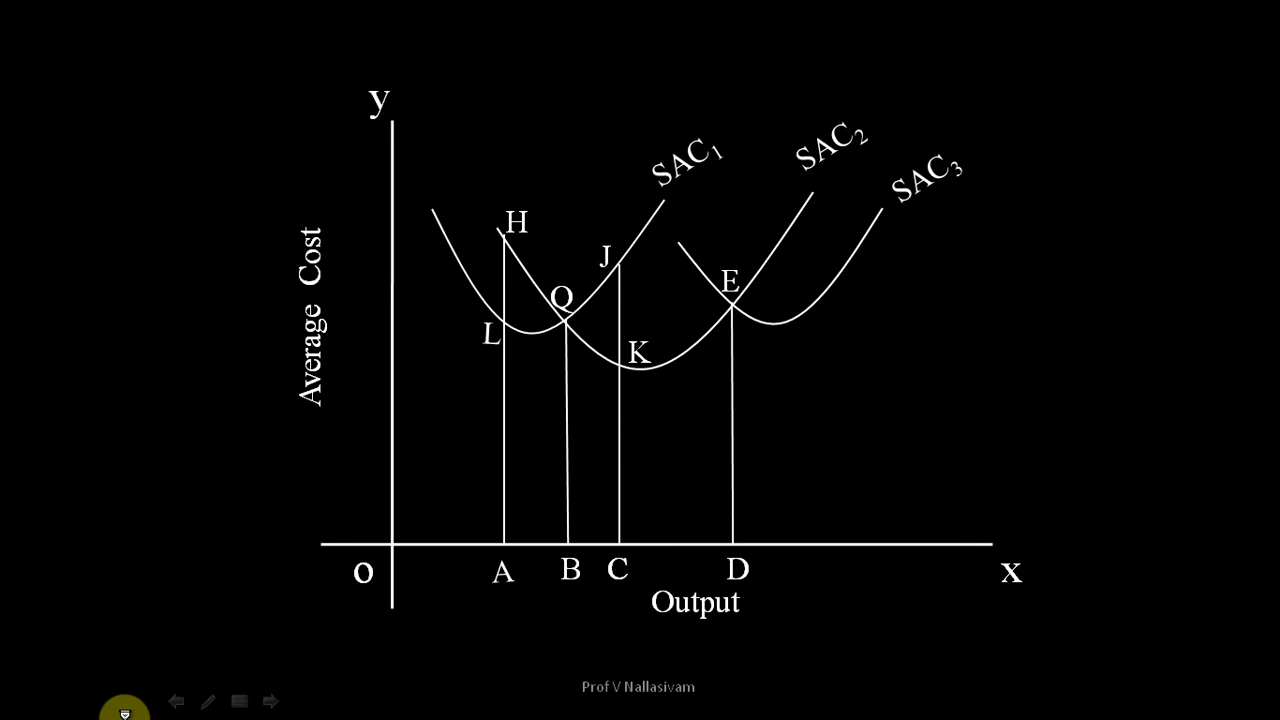 y
SAC₁
SAC₂
SAC₃
H
J
Q
E
L
K
Average Cost
o
A
B
C
D
x
Output
Prof V Nallasivam